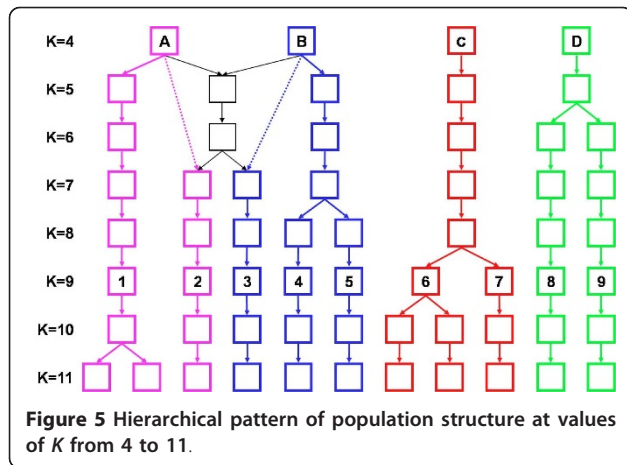 K=4 A B C D
K=5
K=6
K=7
K=8
K=9 1 2 3 4 5 6 7 8 9
K=10
K=11
Figure 5 Hierarchical pattern of population structure at values
of K from 4 to 11.